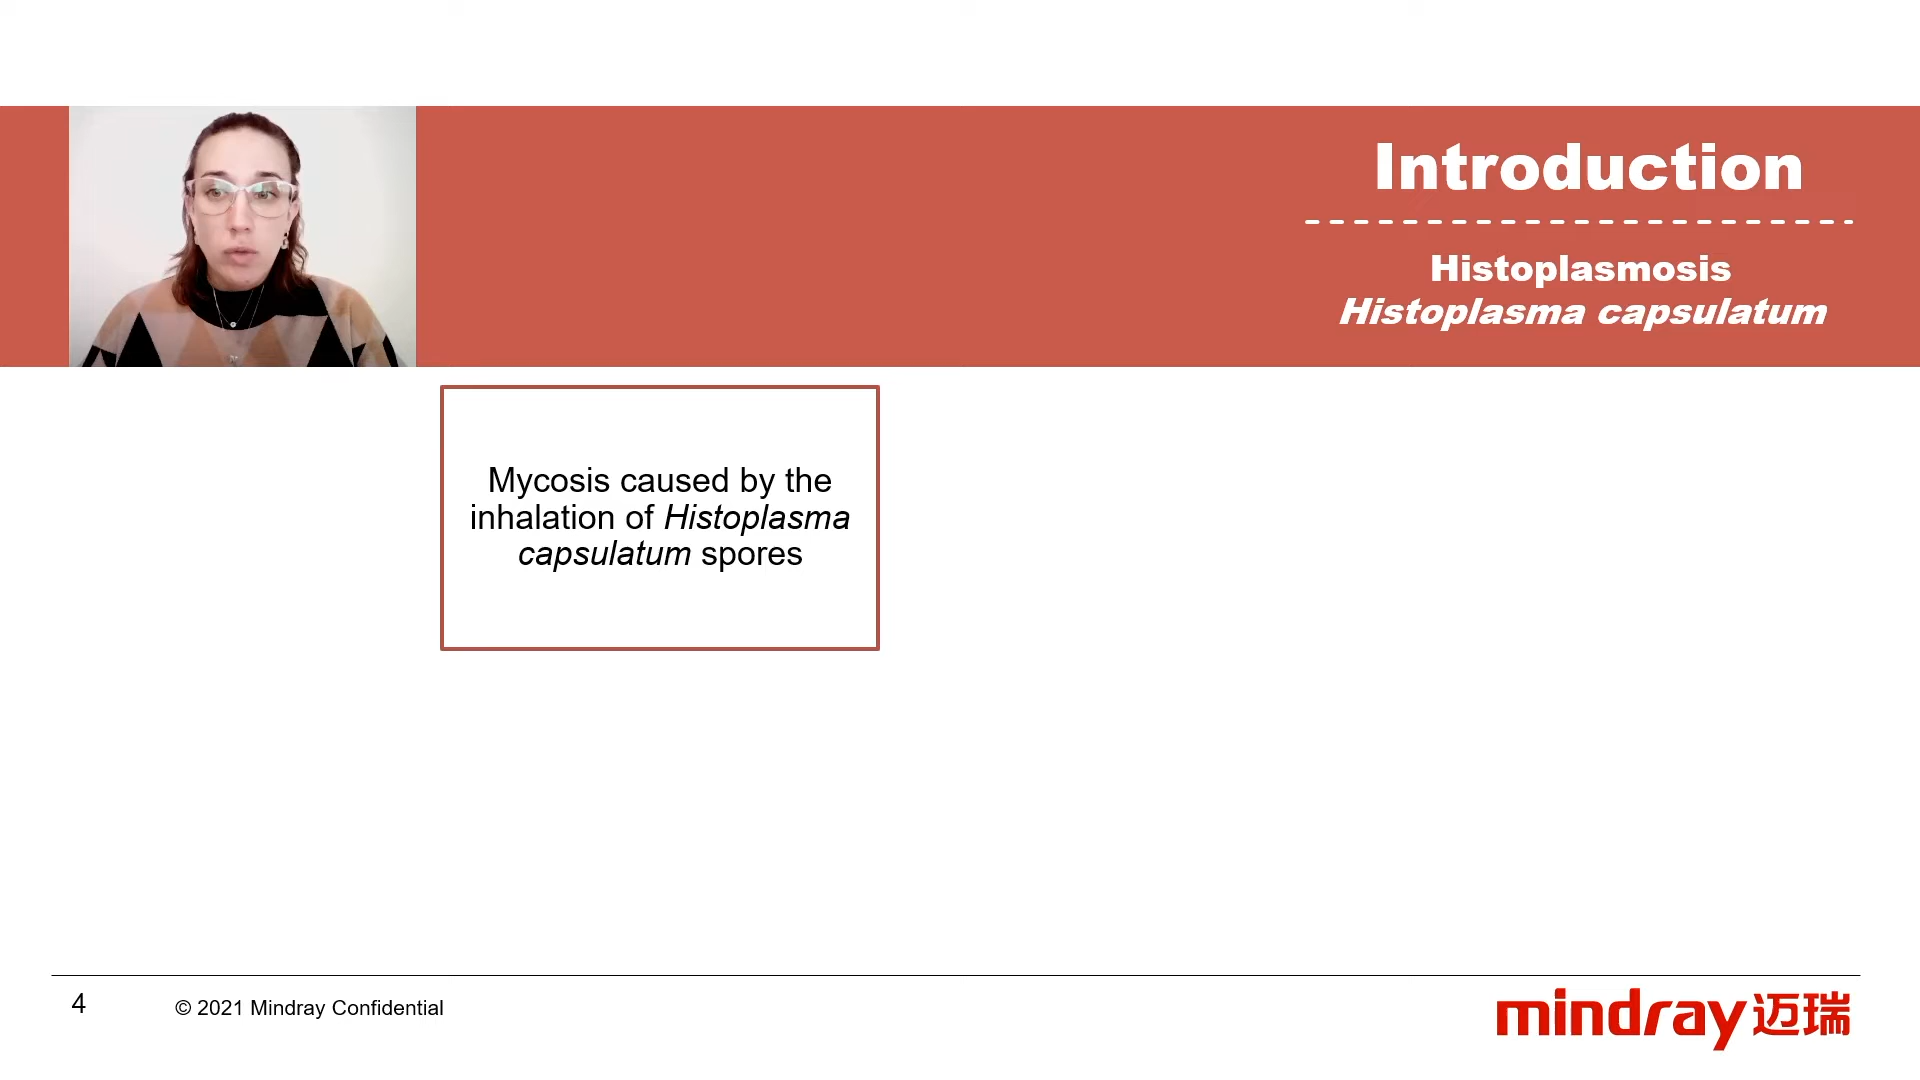 Introduction
Histoplasmosis
Histoplasma capsulatum
Mycosis caused by the
inhalation of Histoplasma
capsulatum spores
4
© 2021 Mindray Confidential
mindray迈瑞